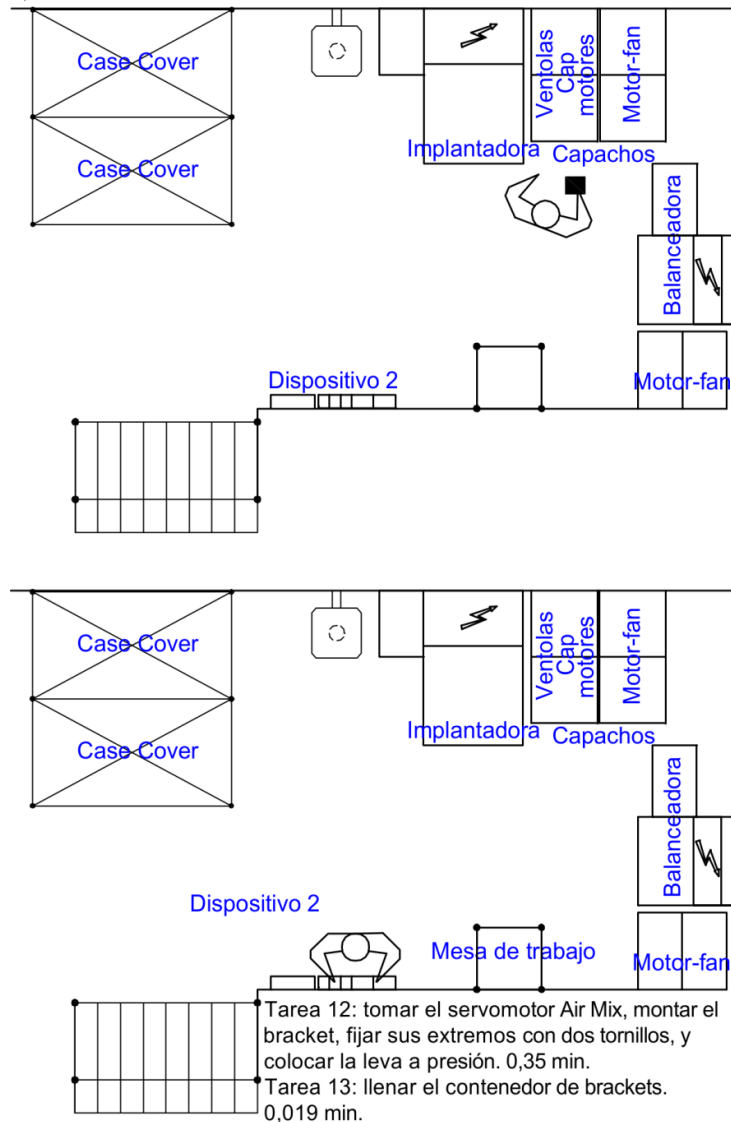 Case Cover
Case Cover
Implantadora
Ventolas
Cap
motores
Motor-fan
Capachos
Balanceadora
Motor-fan
Dispositivo 2
Case Cover
Case Cover
Implantadora
Ventolas
Cap
motores
Motor-fan
Capachos
Balanceadora
Dispositivo 2
Mesa de trabajo
Motor-fan
Tarea 12: tomar el servomotor Air Mix, montar el
bracket, fijar sus extremos con dos tornillos, y
colocar la leva a presión. 0,35 min.
Tarea 13: llenar el contenedor de brackets.
0,019 min.